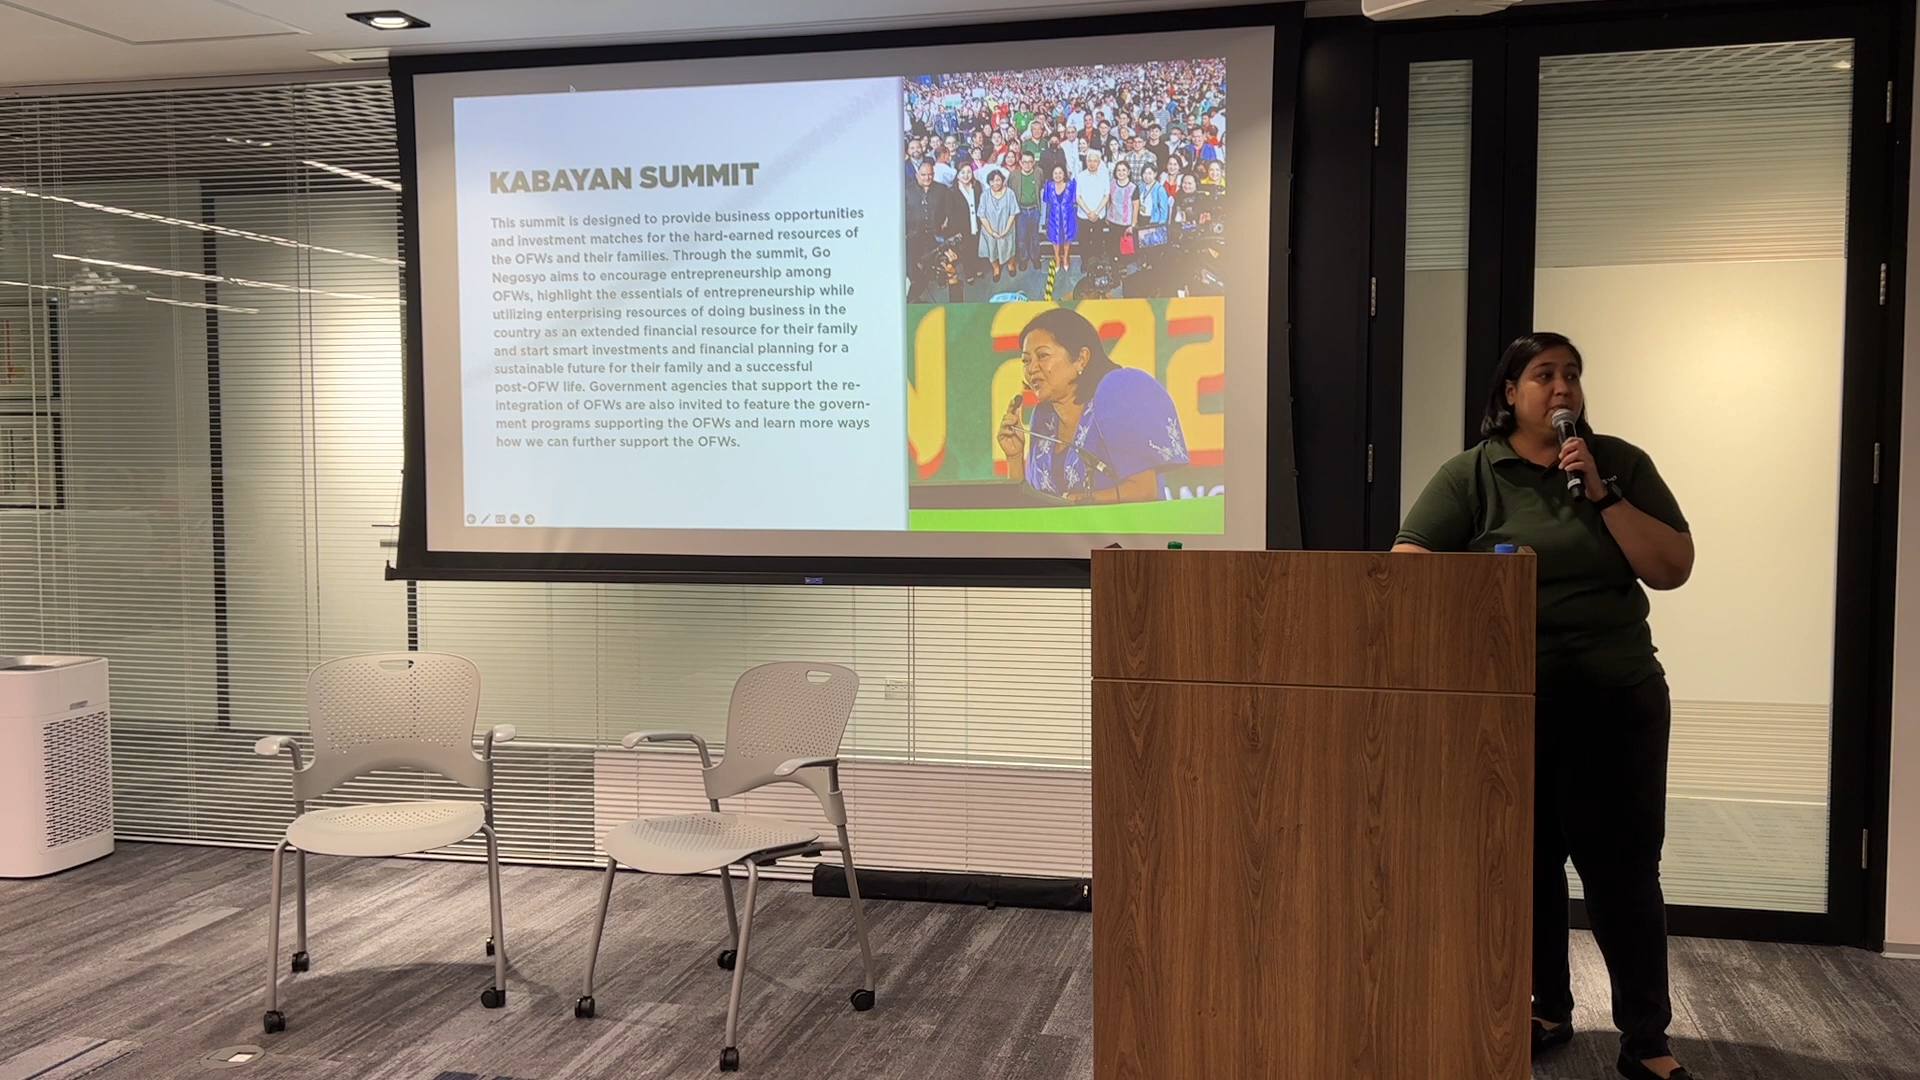 KABAYAN SUMMIT
This summit is designed to provide business opportunities
and investment matches for the hard-earned resources of
the OFWs and their families. Through the summit, Go
Negosyo aims to encourage entrepreneurship among
OFWs, highlight the essentials of entrepreneurship while
utilizing enterprising resources of doing business in the
country as an extended financial resource for their family
and start smart investments and financial planning for a
sustainable future for their family and a successful
post-OFW life. Government agencies that support the re-
integration of OFWs are also invited to feature the govern-
ment programs supporting the OFWs and learn more ways
how we can further support the OFWs.